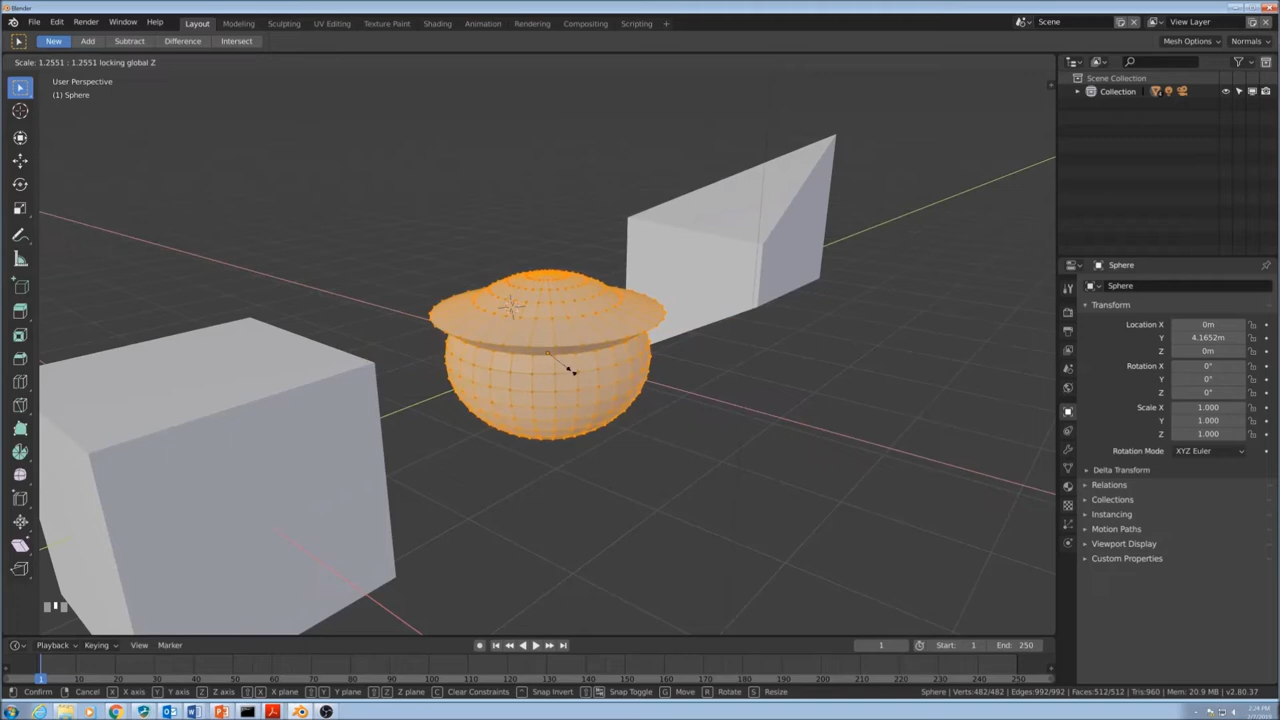 Blender
File Edit Render Window Help Layout Modeling Sculpting UV Editing Texture Paint Shading Animation Rendering Compositing Scripting + Scene View Layer
New Add Subtract Difference Intersect Mesh Options Normals
Scale: 1.2551 : 1.2551 locking global Z
User Perspective
(1) Sphere
Scene Collection
Collection
Sphere
Sphere
Transform
Location X 0m
Y 4.1652m
Z 0m
Rotation X 0°
Y 0°
Z 0°
Scale X 1.000
Y 1.000
Z 1.000
Rotation Mode XYZ Euler
Delta Transform
Relations
Collections
Instancing
Motion Paths
Viewport Display
Custom Properties
Playback Keying View Marker 1 Start: 1 End: 250
1 10 20 30 40 50 60 70 80 90 100 110 120 130 140 150 160 170 180 190 200 210 220 230 240 250
Confirm Cancel X X axis Y Y axis Z Z axis X X plane Y Y plane Z Z plane C Clear Constraints Snap Invert Snap Toggle G Move R Rotate S Resize Sphere | Verts:482/482 | Edges:992/992 | Faces:512/512 | Tris:960 | Mem: 20.9 MB | v2.80.37
2:24 PM